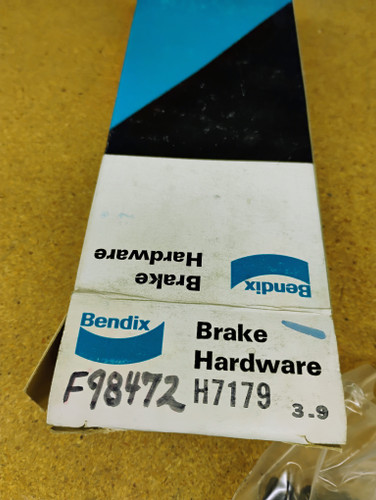 Brake
Hardware
Bendix
Bendix
Brake
Hardware
F98472 H7179 3.9